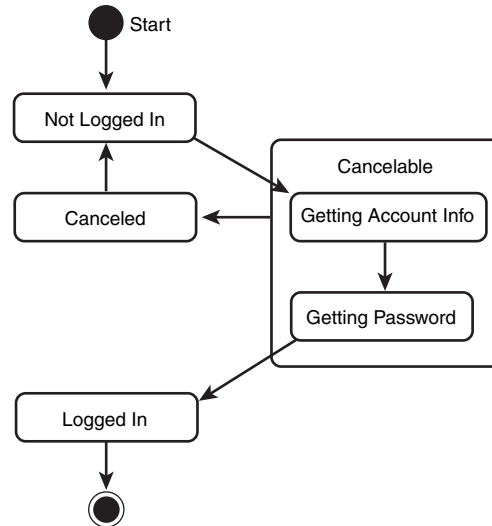 Start
Not Logged In
Cancelable
Canceled
Getting Account Info
Getting Password
Logged In